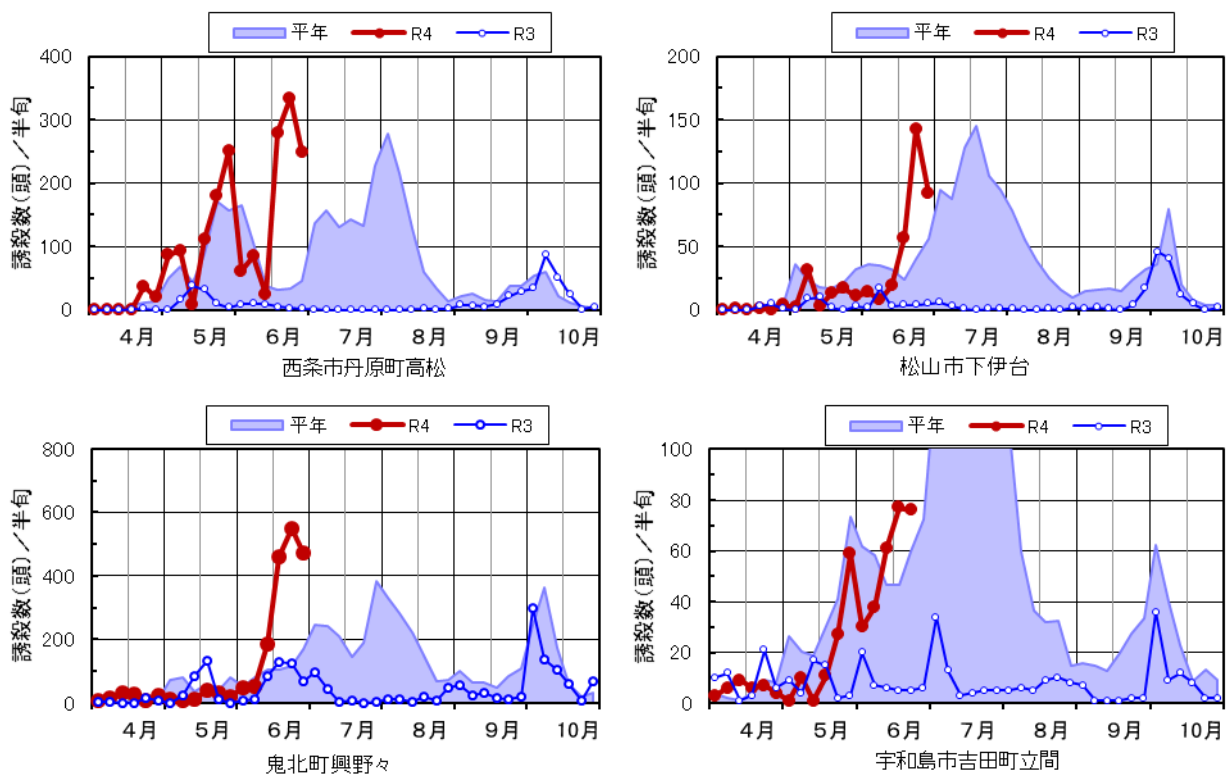 平年 R4 R3
誘殺数(頭)/半旬
400
300
200
100
0
4月 5月 6月 7月 8月 9月 10月
西条市丹原町高松
平年 R4 R3
誘殺数(頭)/半旬
200
150
100
50
0
4月 5月 6月 7月 8月 9月 10月
松山市下伊台
平年 R4 R3
誘殺数(頭)/半旬
800
600
400
200
0
4月 5月 6月 7月 8月 9月 10月
鬼北町興野々
平年 R4 R3
誘殺数(頭)/半旬
100
80
60
40
20
0
4月 5月 6月 7月 8月 9月 10月
宇和島市吉田町立間